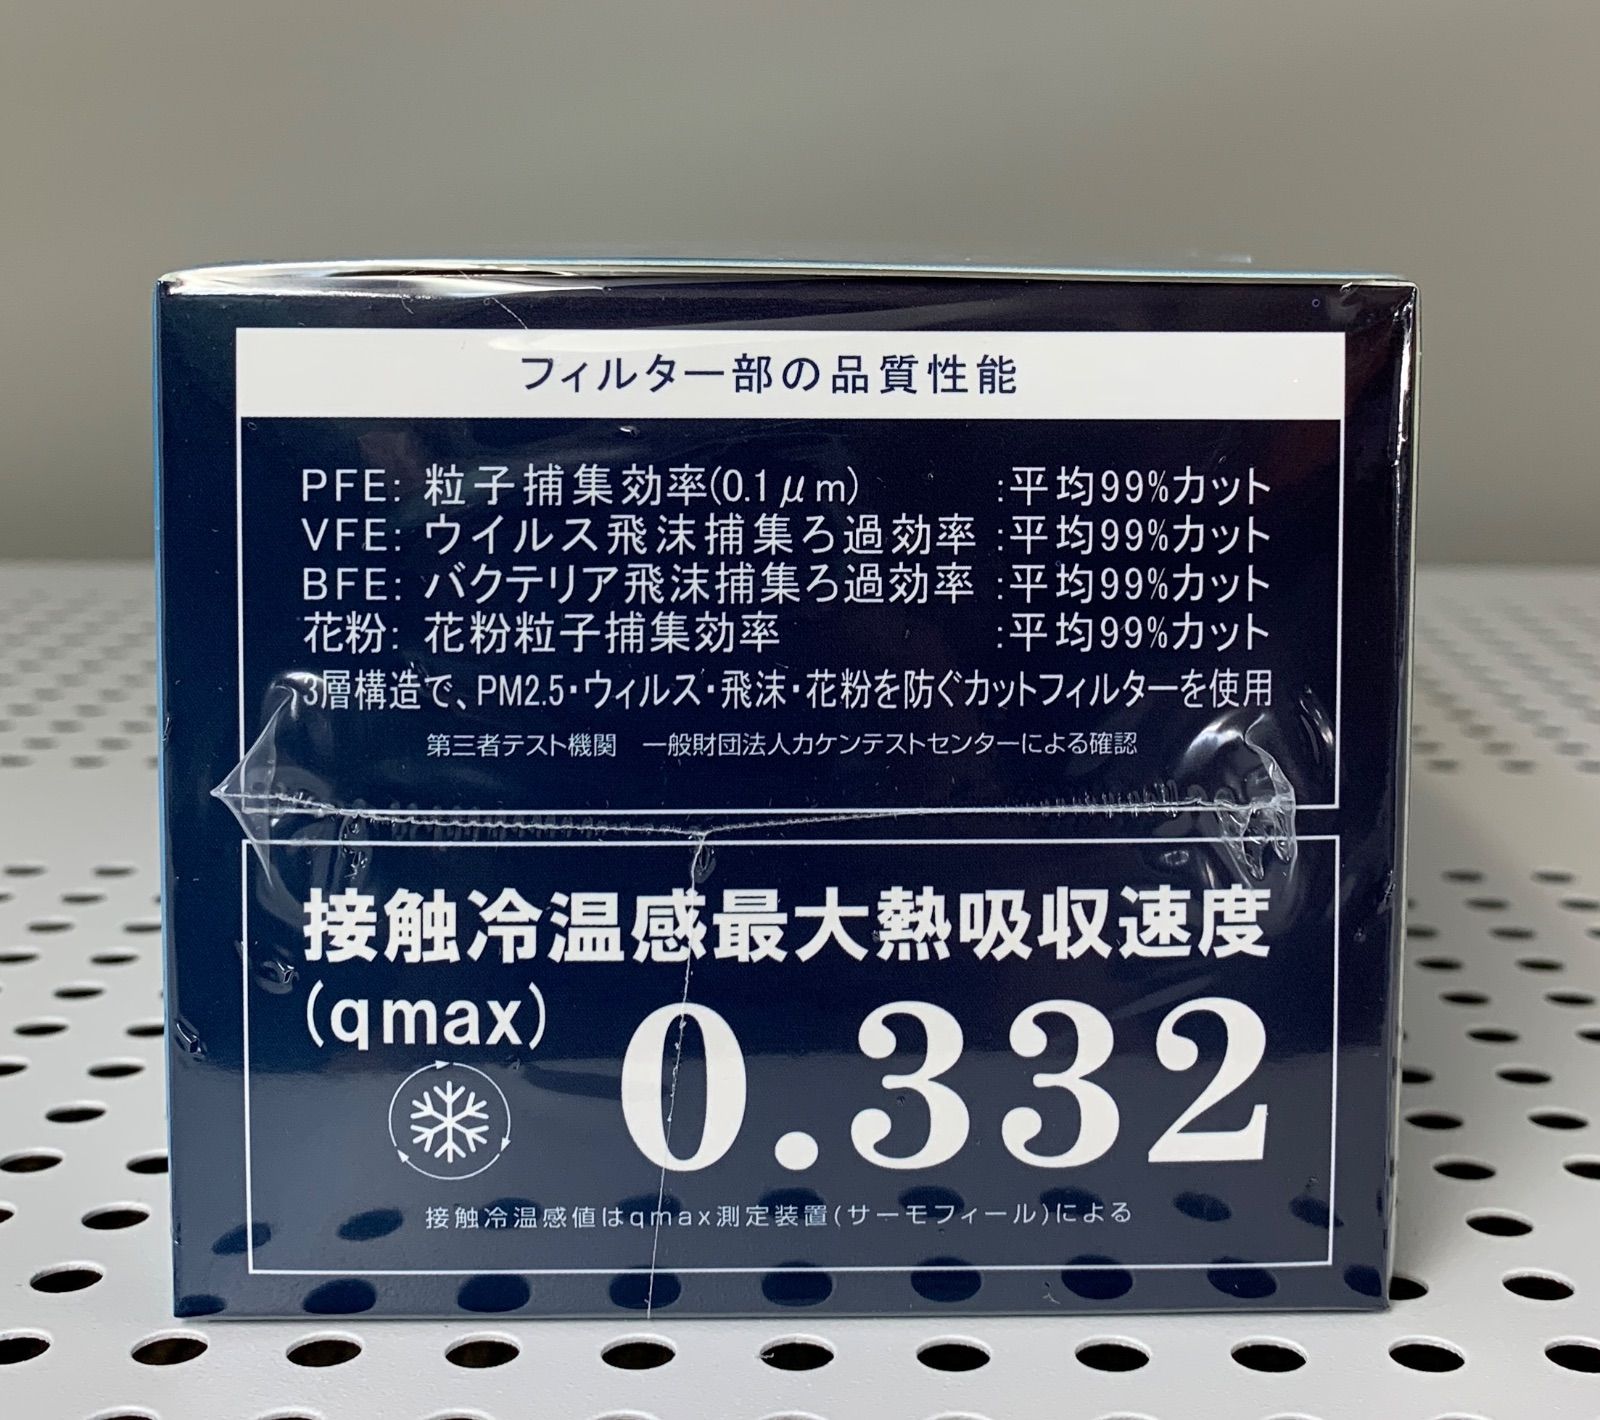 フィルター部の品質性能
PFE: 粒子捕集効率(0.1μm) :平均99%カット
VFE: ウイルス飛沫捕集ろ過効率 :平均99%カット
BFE: バクテリア飛沫捕集ろ過効率 :平均99%カット
花粉: 花粉粒子捕集効率 :平均99%カット
3層構造で、PM2.5・ウィルス・飛沫・花粉を防ぐカットフィルターを使用
第三者テスト機関　一般財団法人カケンテストセンターによる確認
接触冷温感最大熱吸収速度
(qmax)
0.332
接触冷温感値はqmax測定装置(サーモフィール)による